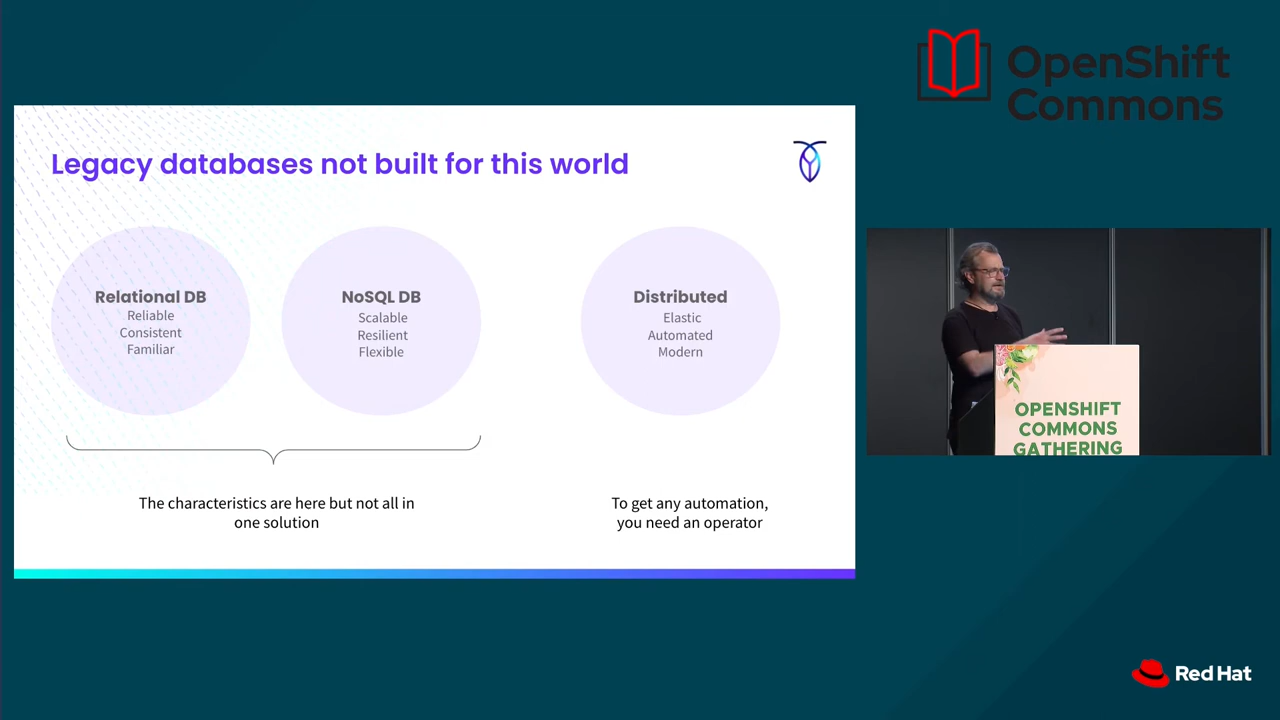 OpenShift
Commons
Legacy databases not built for this world
Relational DB
Reliable
Consistent
Familiar
NoSQL DB
Scalable
Resilient
Flexible
Distributed
Elastic
Automated
Modern
The characteristics are here but not all in
one solution
To get any automation,
you need an operator
OPENSHIFT
COMMONS
GATHERING
Red Hat